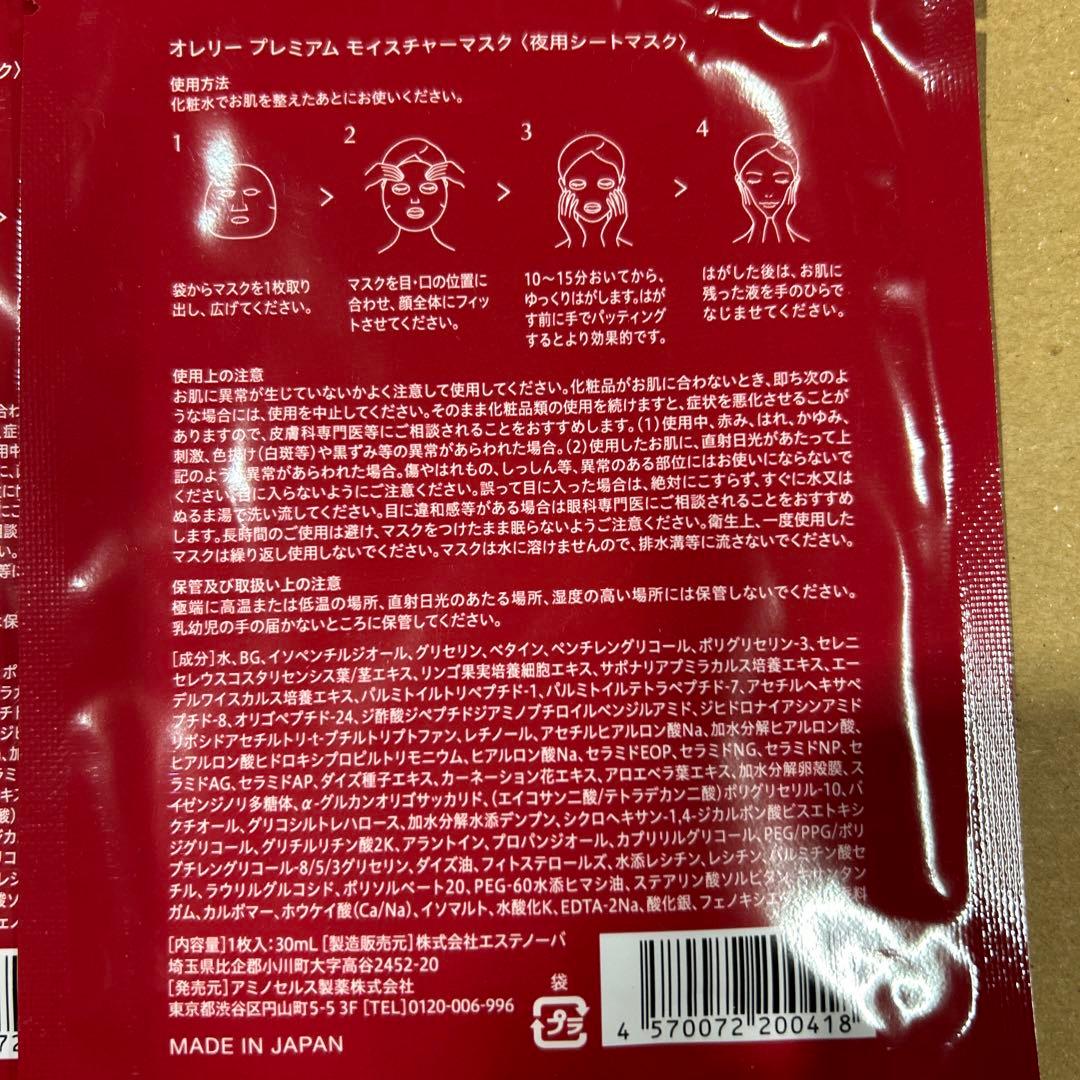 オレリー プレミアム モイスチャーマスク〈夜用シートマスク〉
使用方法
化粧水でお肌を整えたあとにお使いください。
1 > 2 > 3 > 4
袋からマスクを1枚取り
出し、広げてください。
マスクを目・口の位置に
合わせ、顔全体にフィッ
トさせてください。
10～15分おいてから、
ゆっくりはがします。はが
す前に手でパッティング
するとより効果的です。
はがした後は、お肌に
残った液を手のひらで
なじませてください。
使用上の注意
お肌に異常が生じていないかよく注意して使用してください。化粧品がお肌に合わないとき、即ち次のよ
うな場合には、使用を中止してください。そのまま化粧品類の使用を続けますと、症状を悪化させることが
ありますので、皮膚科専門医等にご相談されることをおすすめします。(1)使用中、赤み、はれ、かゆみ、
刺激、色抜け(白斑等)や黒ずみ等の異常があらわれた場合。(2)使用したお肌に、直射日光があたって上
記のような異常があらわれた場合。傷やはれもの、しっしん等、異常のある部位にはお使いにならないで
ください。目に入らないようにご注意ください。誤って目に入った場合は、絶対にこすらず、すぐに水又は
ぬるま湯で洗い流してください。目に違和感等がある場合は眼科専門医にご相談されることをおすすめ
します。長時間のご使用は避け、マスクをつけたまま眠らないようご注意ください。衛生上、一度使用した
マスクは繰り返し使用しないでください。マスクは水に溶けませんので、排水溝等に流さないでください。
保管及び取扱い上の注意
極端に高温または低温の場所、直射日光のあたる場所、湿度の高い場所には保管しないでください。
乳幼児の手の届かないところに保管してください。
[成分]水、BG、イソペンチルジオール、グリセリン、ベタイン、ペンチレングリコール、ポリグリセリン-3、セレニ
セレウスコスタリセンシス葉/茎エキス、リンゴ果実培養細胞エキス、サポナリアプミラカルス培養エキス、エー
デルワイスカルス培養エキス、パルミトイルトリペプチド-1、パルミトイルテトラペプチド-7、アセチルヘキサペ
プチド-8、オリゴペプチド-24、ジ酢酸ジペプチドジアミノブチロイルベンジルアミド、ジヒドロナイアシンアミド
リポシドアセチルトリ-t-ブチルトリプトファン、レチノール、アセチルヒアルロン酸Na、加水分解ヒアルロン酸、
ヒアルロン酸ヒドロキシプロピルトリモニウム、ヒアルロン酸Na、セラミドEOP、セラミドNG、セラミドNP、セ
ラミドAG、セラミドAP、ダイズ種子エキス、カーネーション花エキス、アロエベラ葉エキス、加水分解卵殻膜、ス
イゼンジノリ多糖体、α-グルカンオリゴサッカリド、(エイコサン二酸/テトラデカン二酸)ポリグリセリル-10、バ
クチオール、グリコシルトレハロース、加水分解水添デンプン、シクロヘキサン-1,4-ジカルボン酸ビスエトキシ
ジグリコール、グリチルリチン酸2K、アラントイン、プロパンジオール、カプリリルグリコール、PEG/PPG/ポリ
ブチレングリコール-8/5/3グリセリン、ダイズ油、フィトステロールズ、水添レシチン、レシチン、パルミチン酸セ
チル、ラウリルグルコシド、ポリソルベート20、PEG-60水添ヒマシ油、ステアリン酸ソルビタン、キサンタン
ガム、カルボマー、ホウケイ酸(Ca/Na)、イソマルト、水酸化K、EDTA-2Na、酸化銀、フェノキシエ
[内容量]1枚入:30mL [製造販売元]株式会社エステノーバ
埼玉県比企郡小川町大字高谷2452-20
[発売元]アミノセルス製薬株式会社
東京都渋谷区円山町5-5 3F [TEL]0120-006-996
MADE IN JAPAN
袋
プラ
4 570072 200418